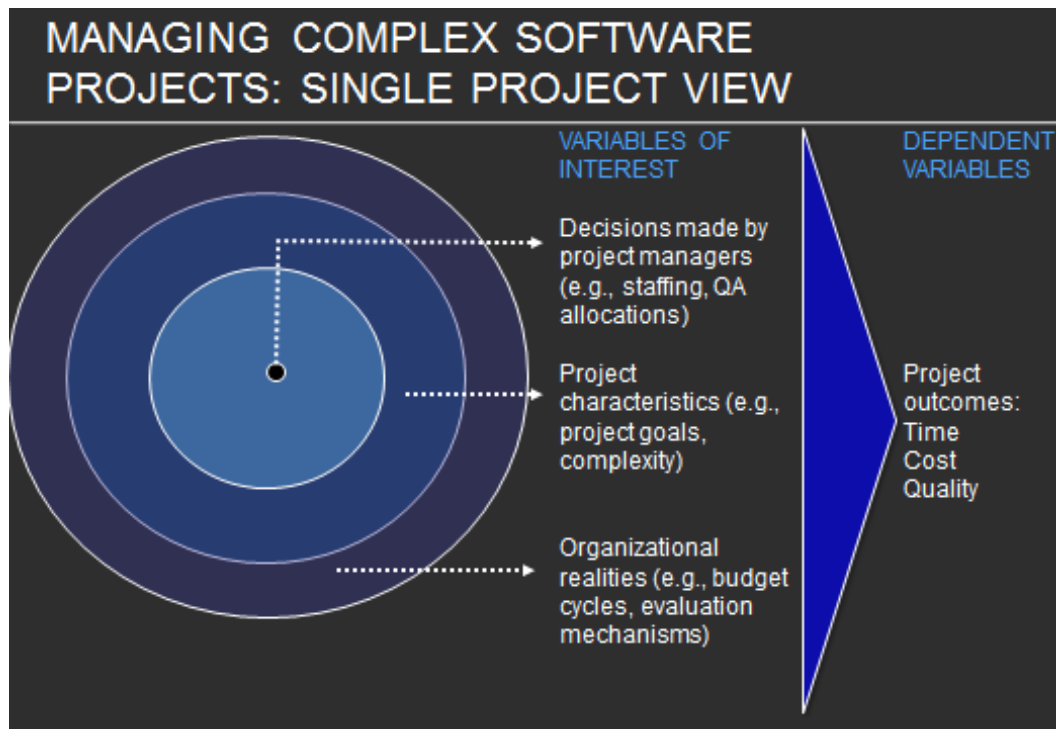 MANAGING COMPLEX SOFTWARE
PROJECTS: SINGLE PROJECT VIEW
VARIABLES OF
INTEREST
Decisions made by
project managers
(e.g., staffing, QA
allocations)
Project
characteristics (e.g.,
project goals,
complexity)
Organizational
realities (e.g., budget
cycles, evaluation
mechanisms)
DEPENDENT
VARIABLES
Project
outcomes:
Time
Cost
Quality